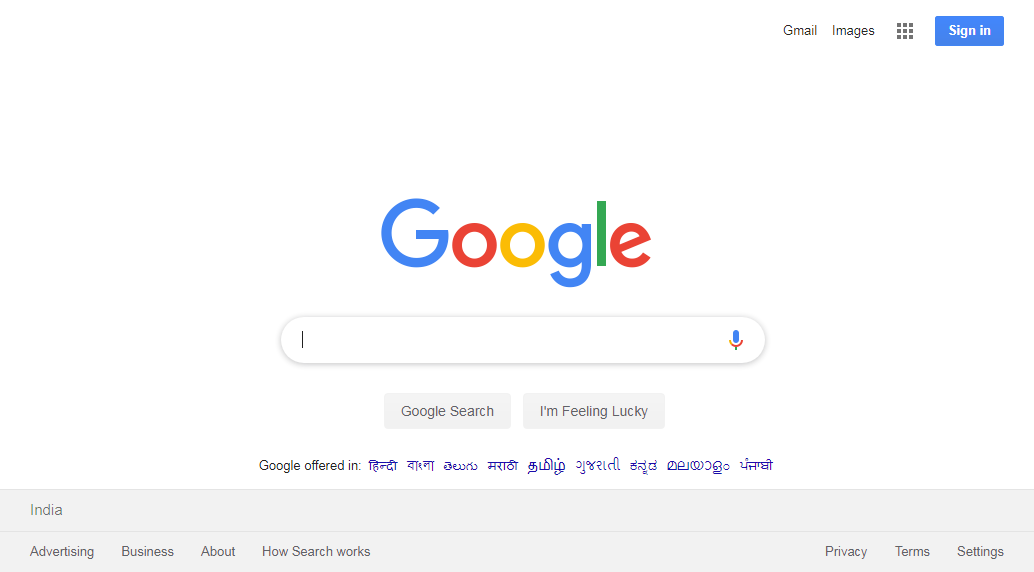 Gmail Images Sign in
Google
Google Search I'm Feeling Lucky
Google offered in: हिन्दी বাংলা తెలుగు मराठी தமிழ் ગુજરાતી ಕನ್ನಡ മലയാളം ਪੰਜਾਬੀ
India
Advertising Business About How Search works Privacy Terms Settings